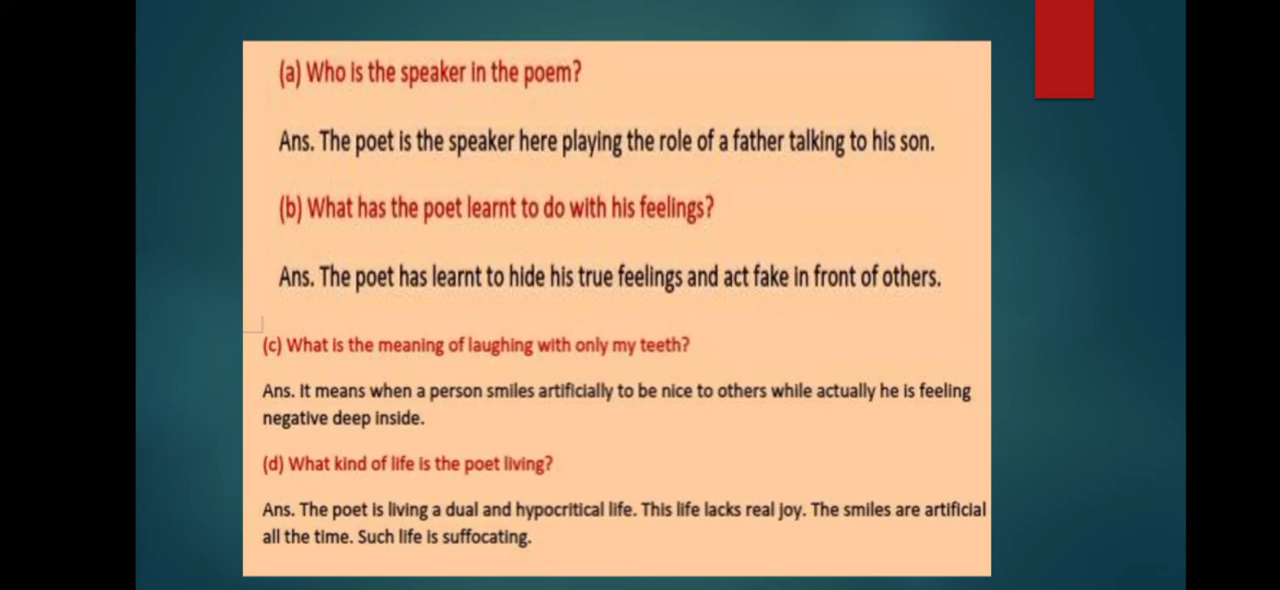 (a) Who is the speaker in the poem?
Ans. The poet is the speaker here playing the role of a father talking to his son.
(b) What has the poet learnt to do with his feelings?
Ans. The poet has learnt to hide his true feelings and act fake in front of others.
(c) What is the meaning of laughing with only my teeth?
Ans. It means when a person smiles artificially to be nice to others while actually he is feeling
negative deep inside.
(d) What kind of life is the poet living?
Ans. The poet is living a dual and hypocritical life. This life lacks real joy. The smiles are artificial
all the time. Such life is suffocating.